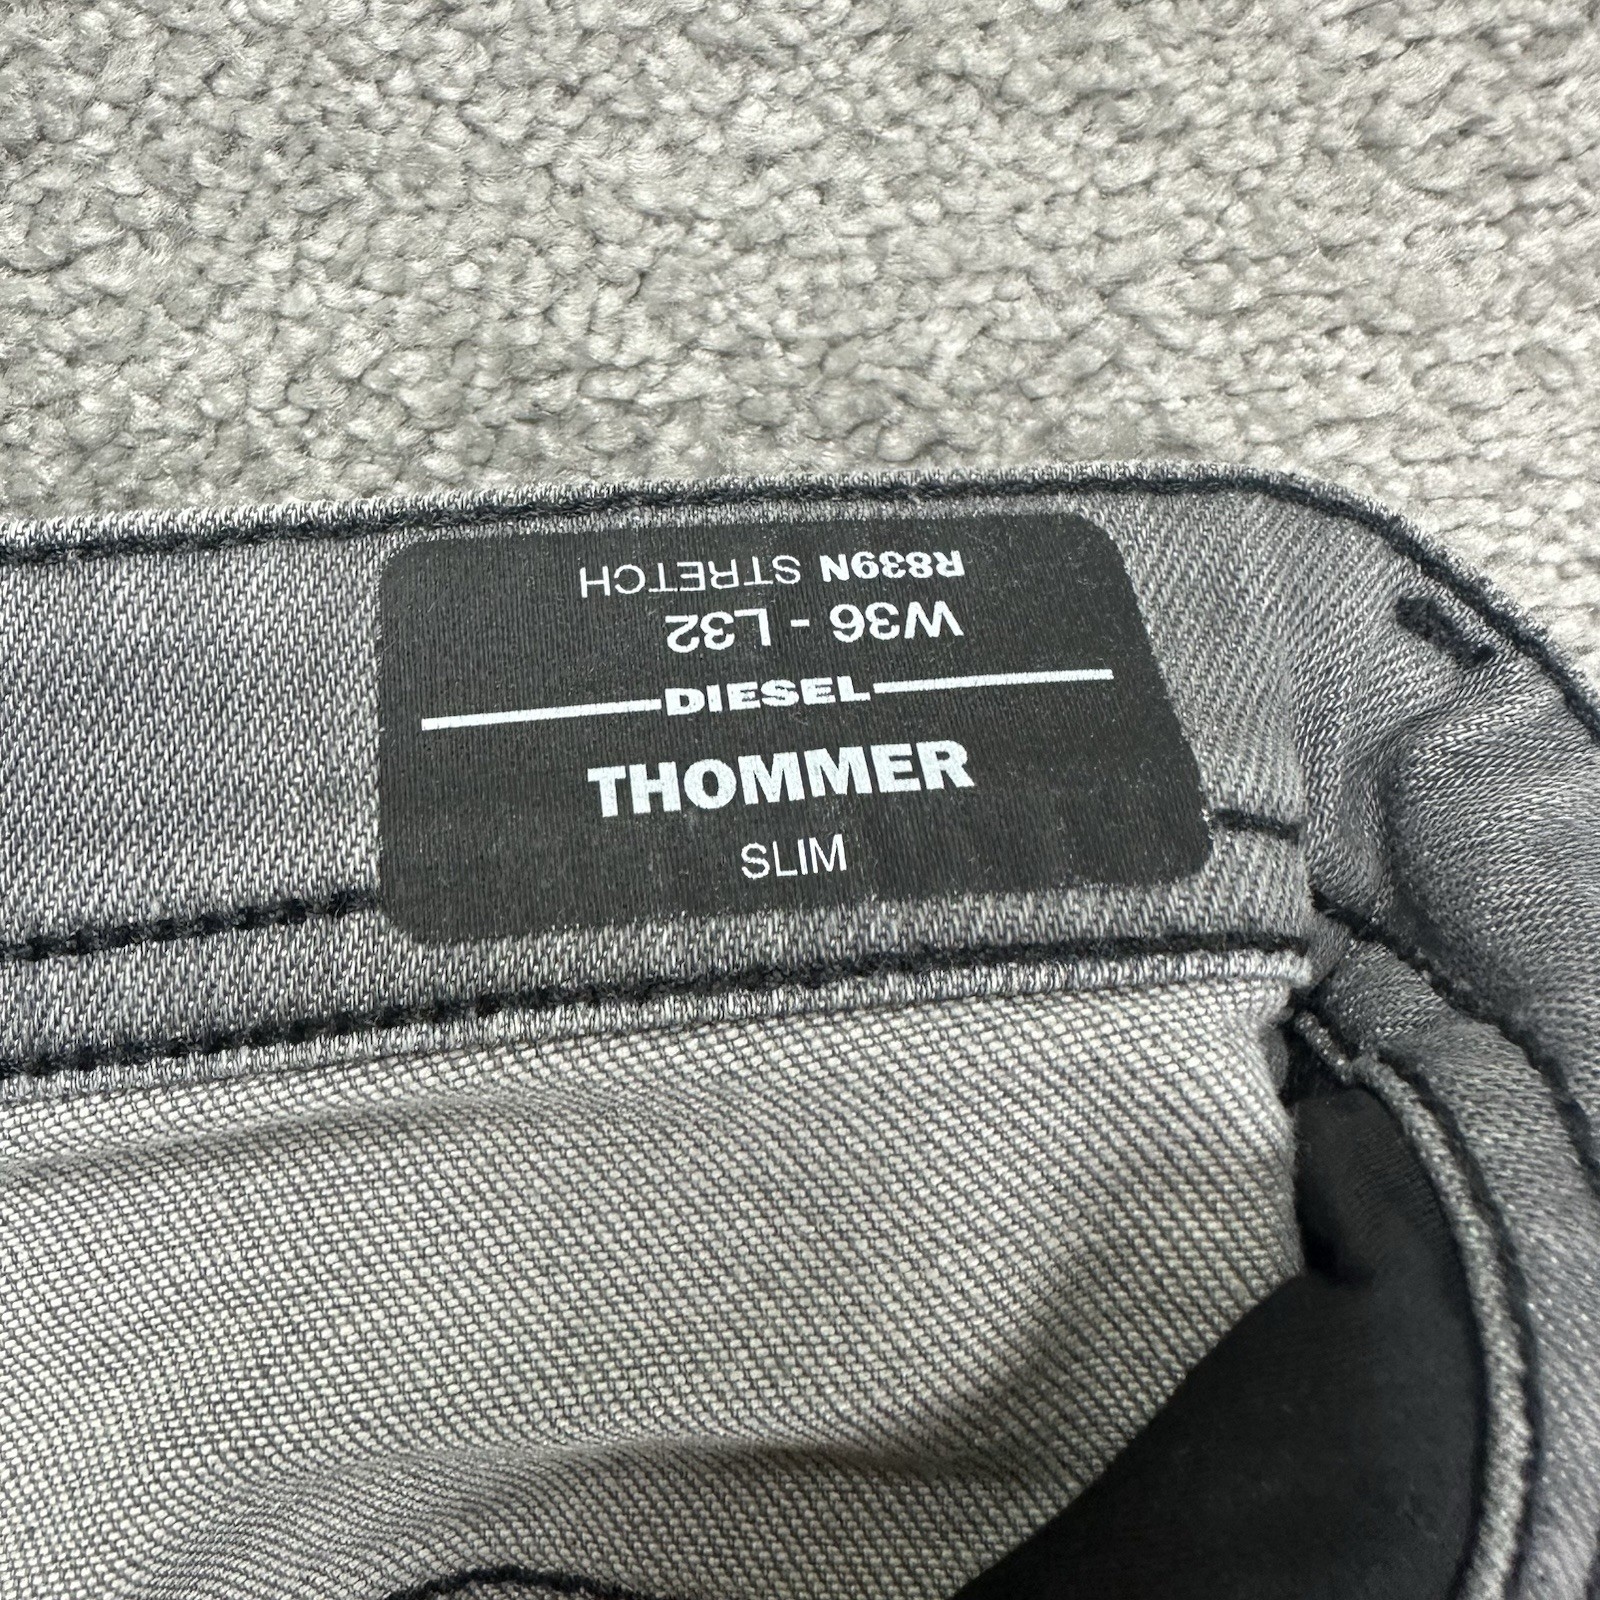 R839N STRETCH
W36 - L32
DIESEL
THOMMER
SLIM